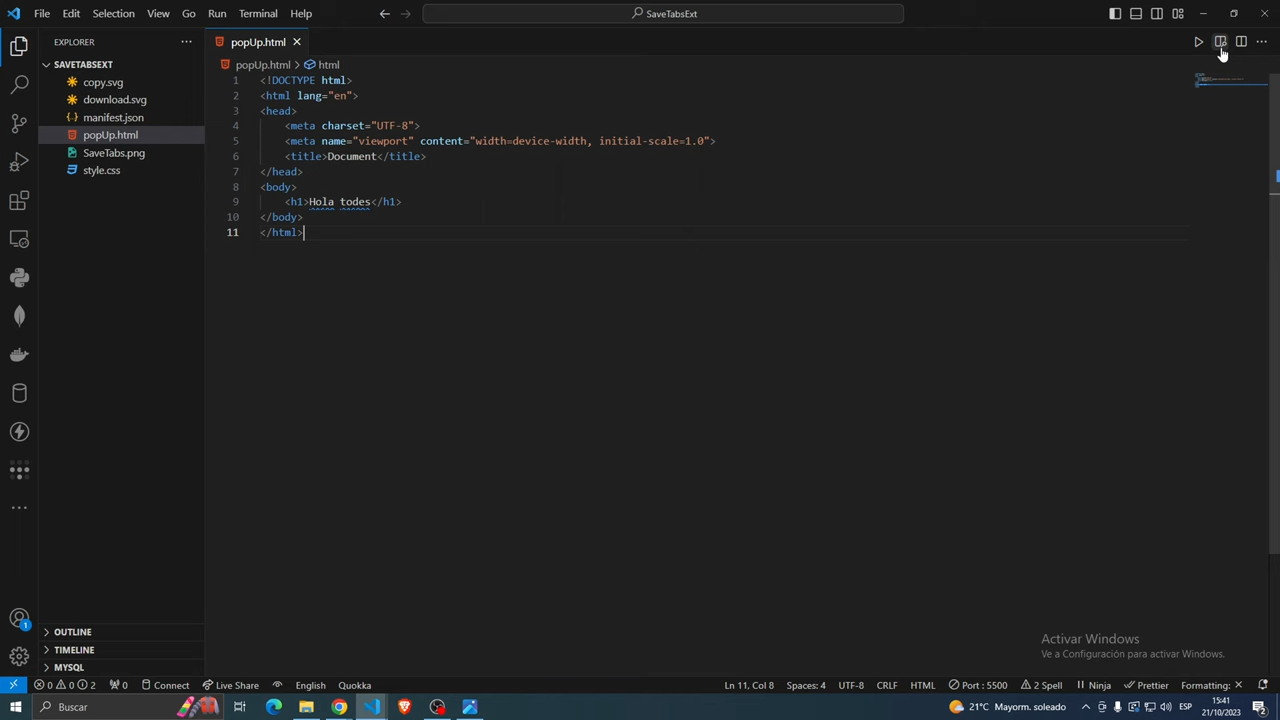 File Edit Selection View Go Run Terminal Help
SaveTabsExt
EXPLORER
popUp.html
SAVETABSEXT
copy.svg
download.svg
manifest.json
popUp.html
SaveTabs.png
style.css
popUp.html > html
1 <!DOCTYPE html>
2 <html lang="en">
3 <head>
4 <meta charset="UTF-8">
5 <meta name="viewport" content="width=device-width, initial-scale=1.0">
6 <title>Document</title>
7 </head>
8 <body>
9 <h1>Hola todes</h1>
10 </body>
11 </html>
OUTLINE
TIMELINE
MYSQL
Activar Windows
Ve a Configuración para activar Windows.
1
0 0 2 0 Connect Live Share English Quokka Ln 11, Col 8 Spaces: 4 UTF-8 CRLF HTML Port : 5500 2 Spell Ninja Prettier Formatting: ✕
Buscar
21°C Mayorm. soleado
ESP
15:41
21/10/2023
2